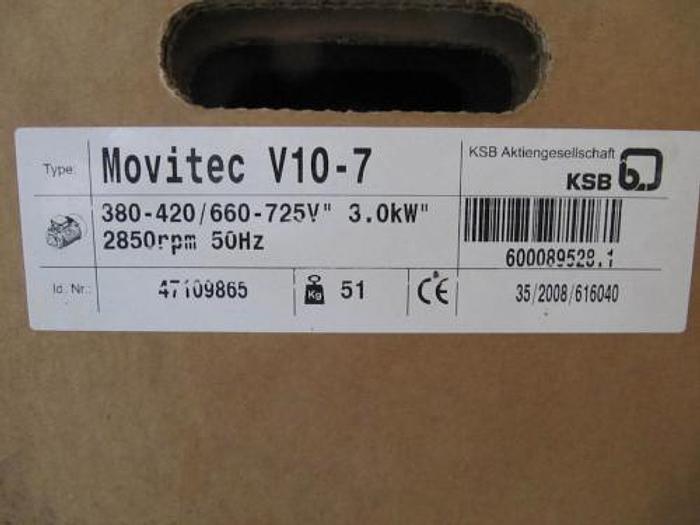 Type: Movitec V10-7
KSB Aktiengesellschaft
KSB
380-420/660-725V" 3.0kW"
2850rpm 50Hz
600089528.1
Id. Nr.: 47109865
Kg 51
CE
35/2008/616040